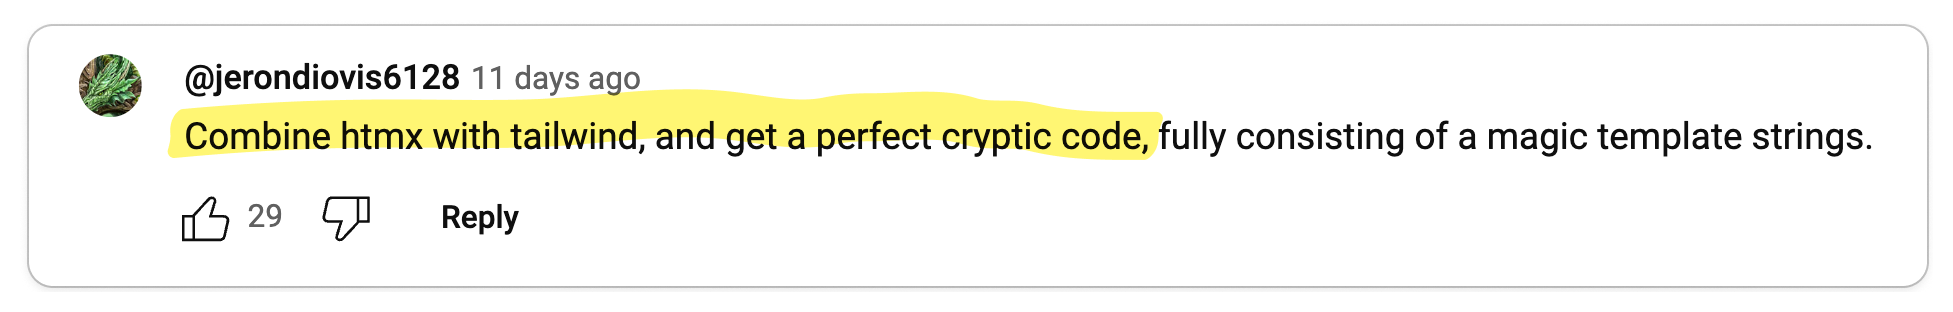 @jerondiovis6128 11 days ago
Combine htmx with tailwind, and get a perfect cryptic code, fully consisting of a magic template strings.
29 Reply